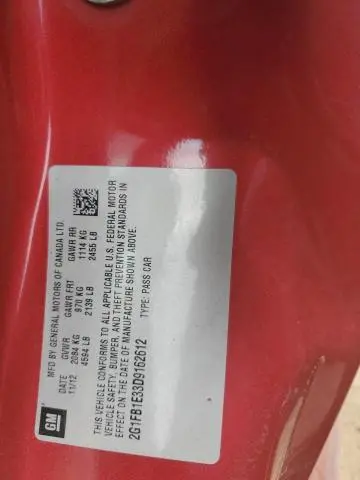 GM
MFD BY GENERAL MOTORS OF CANADA LTD.
DATE GVWR GAWR FRT GAWR RR
11/12 2084 KG 970 KG 1114 KG
4594 LB 2139 LB 2455 LB
THIS VEHICLE CONFORMS TO ALL APPLICABLE U.S. FEDERAL MOTOR
VEHICLE SAFETY, BUMPER, AND THEFT PREVENTION STANDARDS IN
EFFECT ON THE DATE OF MANUFACTURE SHOWN ABOVE.
2G1FB1E33D9162612 TYPE: PASS CAR